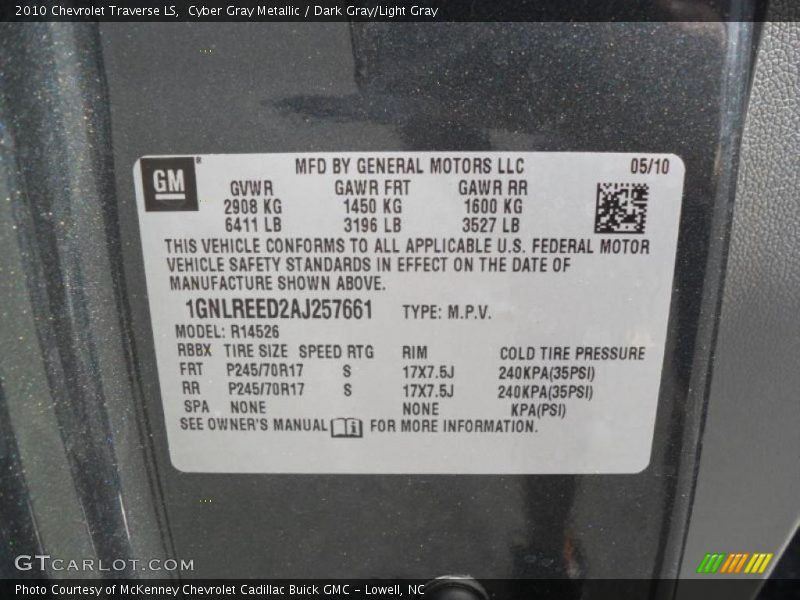 2010 Chevrolet Traverse LS,  Cyber Gray Metallic / Dark Gray/Light Gray
GM
®
MFD BY GENERAL MOTORS LLC 05/10
GVWR GAWR FRT GAWR RR
2908 KG 1450 KG 1600 KG
6411 LB 3196 LB 3527 LB
THIS VEHICLE CONFORMS TO ALL APPLICABLE U.S. FEDERAL MOTOR
VEHICLE SAFETY STANDARDS IN EFFECT ON THE DATE OF
MANUFACTURE SHOWN ABOVE.
1GNLREED2AJ257661 TYPE: M.P.V.
MODEL: R14526
RBBX TIRE SIZE SPEED RTG RIM COLD TIRE PRESSURE
FRT P245/70R17 S 17X7.5J 240KPA(35PSI)
RR P245/70R17 S 17X7.5J 240KPA(35PSI)
SPA NONE NONE KPA(PSI)
SEE OWNER'S MANUAL i FOR MORE INFORMATION.
GTCARLOT.COM
Photo Courtesy of McKenney Chevrolet Cadillac Buick GMC - Lowell, NC